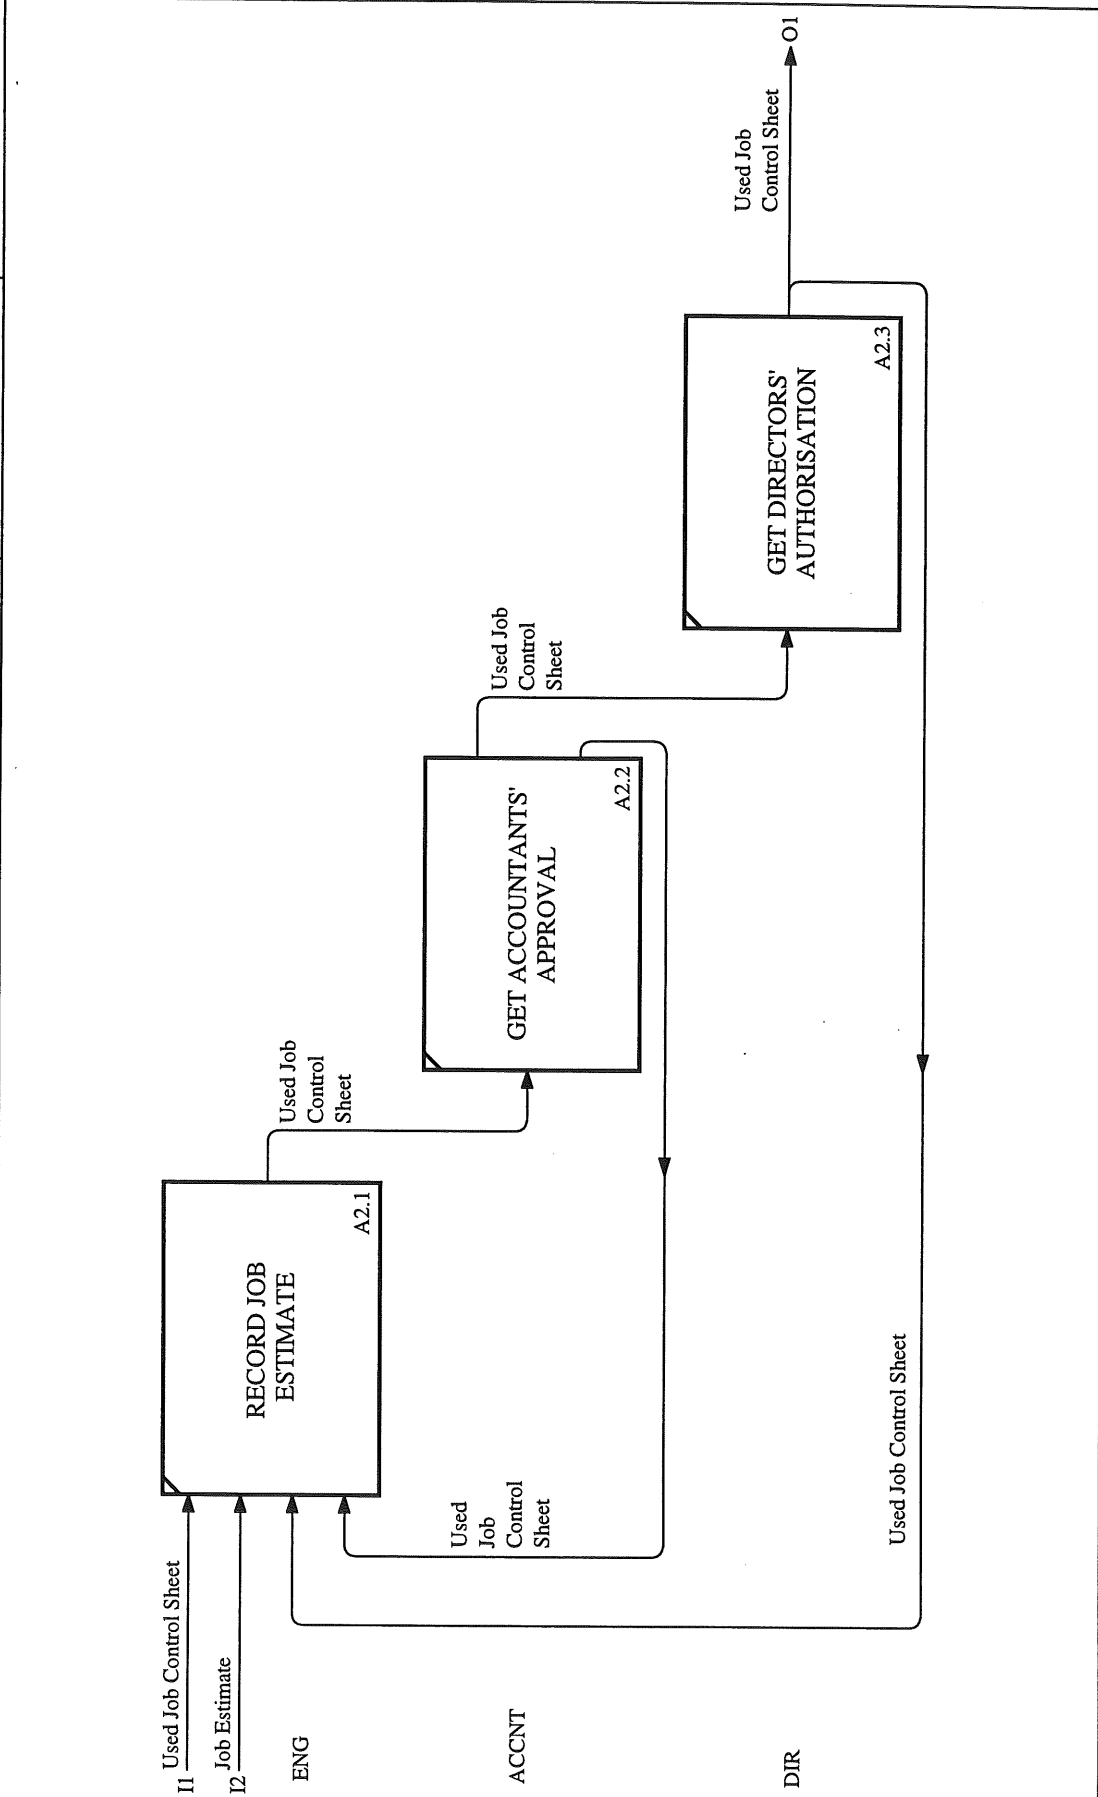 I1
Used Job Control Sheet
I2
Job Estimate
ENG
ACCNT
DIR
RECORD JOB
ESTIMATE
A2.1
Used Job
Control
Sheet
GET ACCOUNTANTS'
APPROVAL
A2.2
Used Job
Control
Sheet
GET DIRECTORS'
AUTHORISATION
A2.3
Used Job
Control Sheet
O1
Used
Job
Control
Sheet
Used Job Control Sheet